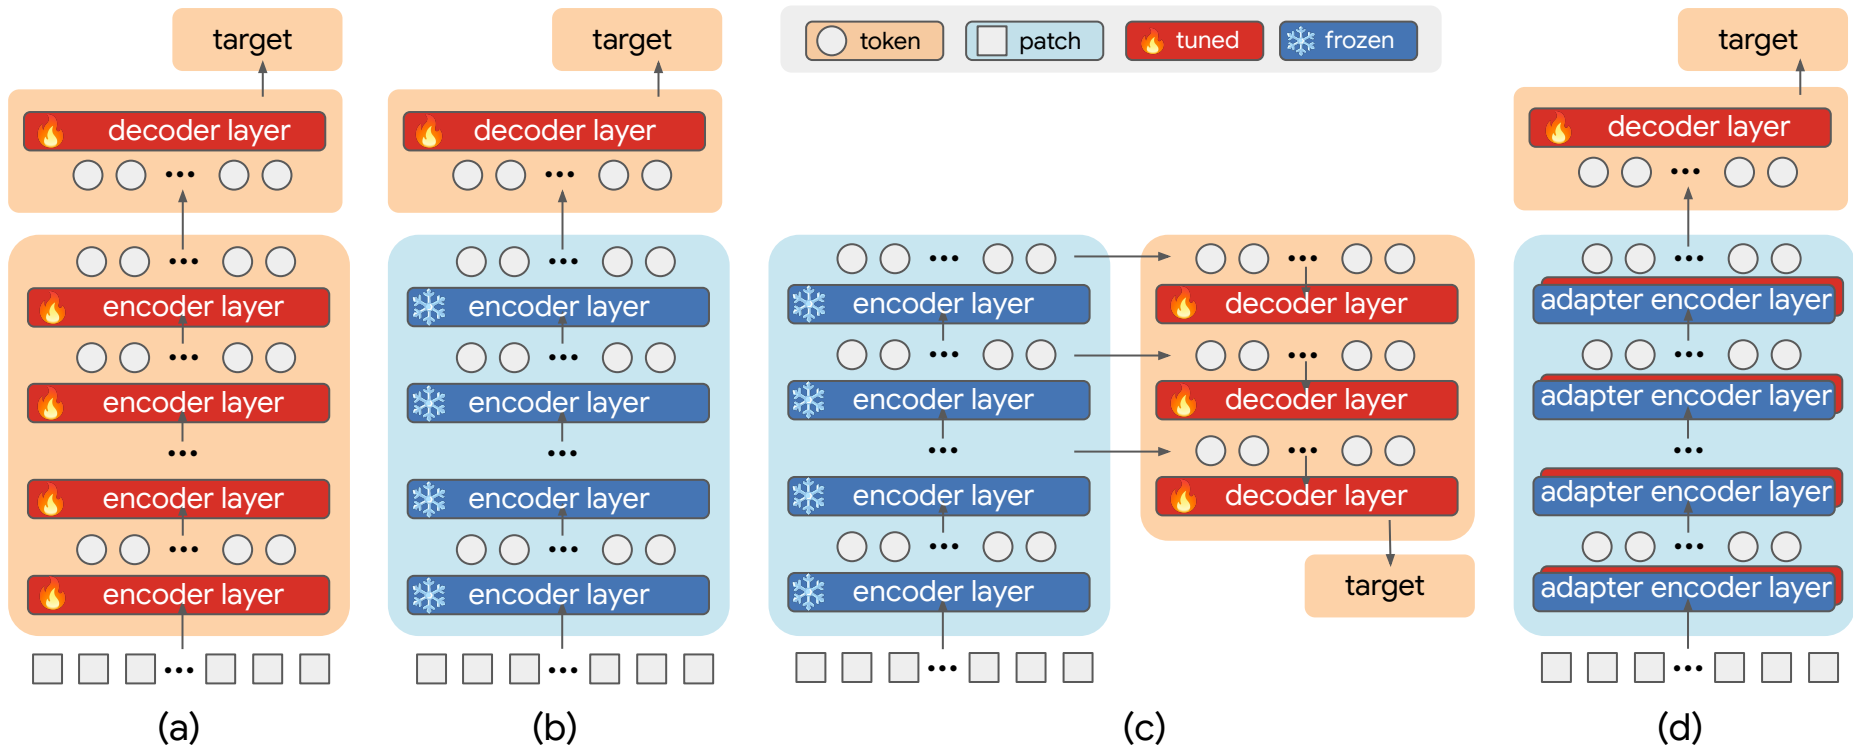 target
decoder layer
...
...
encoder layer
...
encoder layer
...
encoder layer
...
encoder layer
...
(a)
target
decoder layer
...
...
encoder layer
...
encoder layer
...
encoder layer
...
encoder layer
...
(b)
token
patch
tuned
frozen
...
encoder layer
...
encoder layer
...
encoder layer
...
encoder layer
...
...
decoder layer
...
decoder layer
...
decoder layer
target
(c)
target
decoder layer
...
...
adapter encoder layer
...
adapter encoder layer
...
adapter encoder layer
...
adapter encoder layer
...
(d)